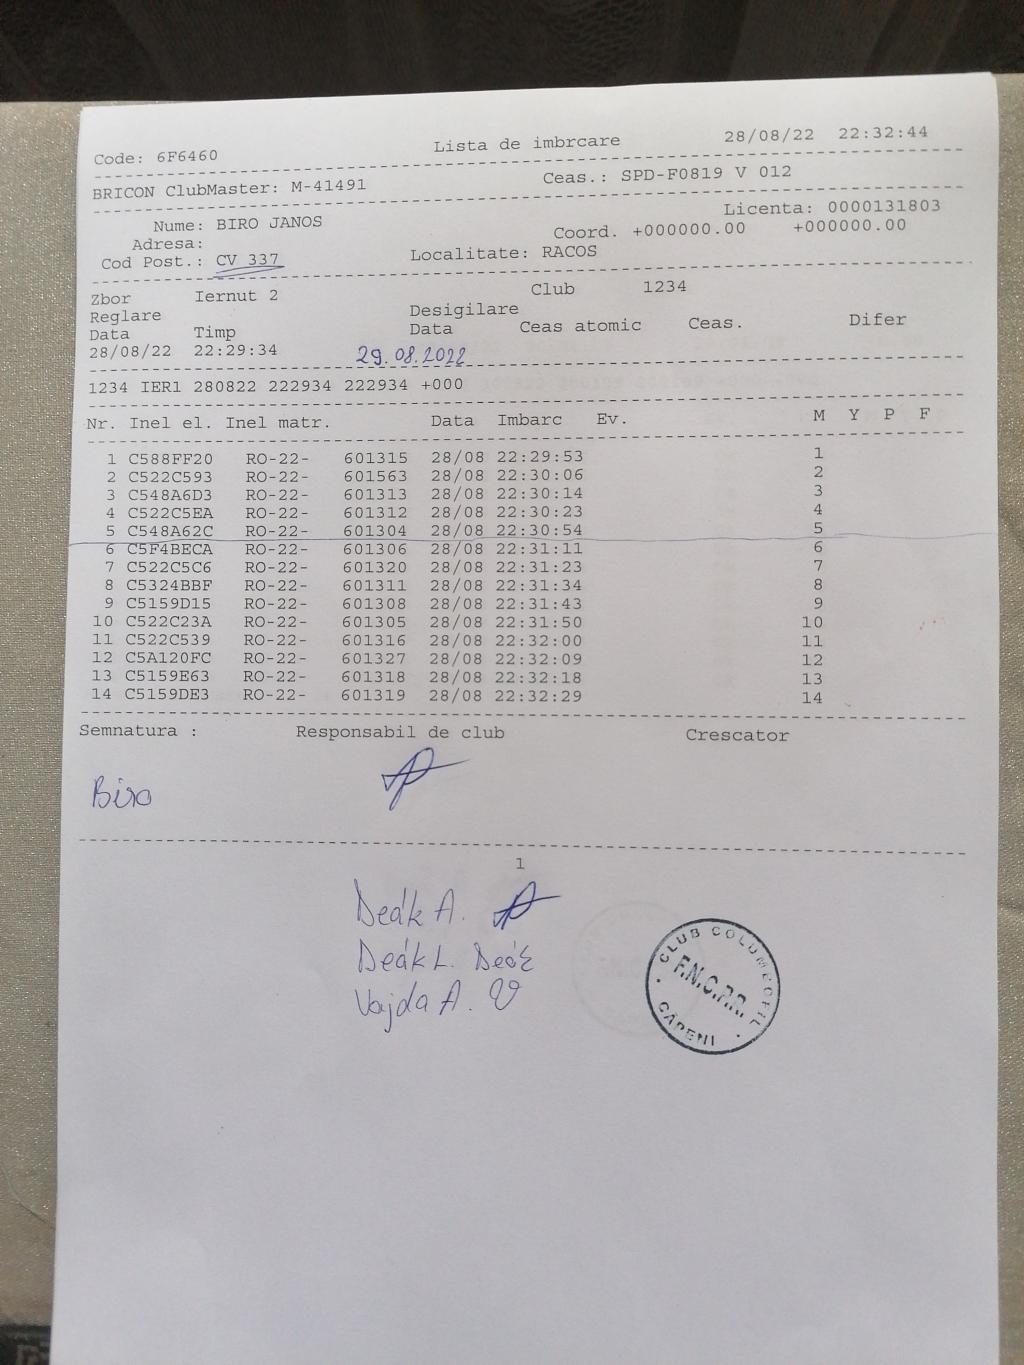 Code: 6F6460 Lista de imbrcare 28/08/22 22:32:44
BRICON ClubMaster: M-41491 Ceas.: SPD-F0819 V 012
Nume: BIRO JANOS Licenta: 0000131803
Adresa: Coord. +000000.00 +000000.00
Cod Post.: CV 337 Localitate: RACOS
Zbor Iernut 2 Club 1234
Reglare Desigilare
Data Timp Data Ceas atomic Ceas. Difer
28/08/22 22:29:34 29.08.2022
1234 IER1 280822 222934 222934 +000
Nr. Inel el. Inel matr. Data Imbarc Ev. M Y P F
1 C588FF20 RO-22- 601315 28/08 22:29:53 1
2 C522C593 RO-22- 601563 28/08 22:30:06 2
3 C548A6D3 RO-22- 601313 28/08 22:30:14 3
4 C522C5EA RO-22- 601312 28/08 22:30:23 4
5 C548A62C RO-22- 601304 28/08 22:30:54 5
6 C5F4BECA RO-22- 601306 28/08 22:31:11 6
7 C522C5C6 RO-22- 601320 28/08 22:31:23 7
8 C5324BBF RO-22- 601311 28/08 22:31:34 8
9 C5159D15 RO-22- 601308 28/08 22:31:43 9
10 C522C23A RO-22- 601305 28/08 22:31:50 10
11 C522C539 RO-22- 601316 28/08 22:32:00 11
12 C5A120FC RO-22- 601327 28/08 22:32:09 12
13 C5159E63 RO-22- 601318 28/08 22:32:18 13
14 C5159DE3 RO-22- 601319 28/08 22:32:29 14
Semnatura : Responsabil de club Crescator
Biro
1
Deák A.
Deák L. Deák
Vajda A. V
CLUB COLUMBOFIL
F.N.C.P.R.
CĂPENI